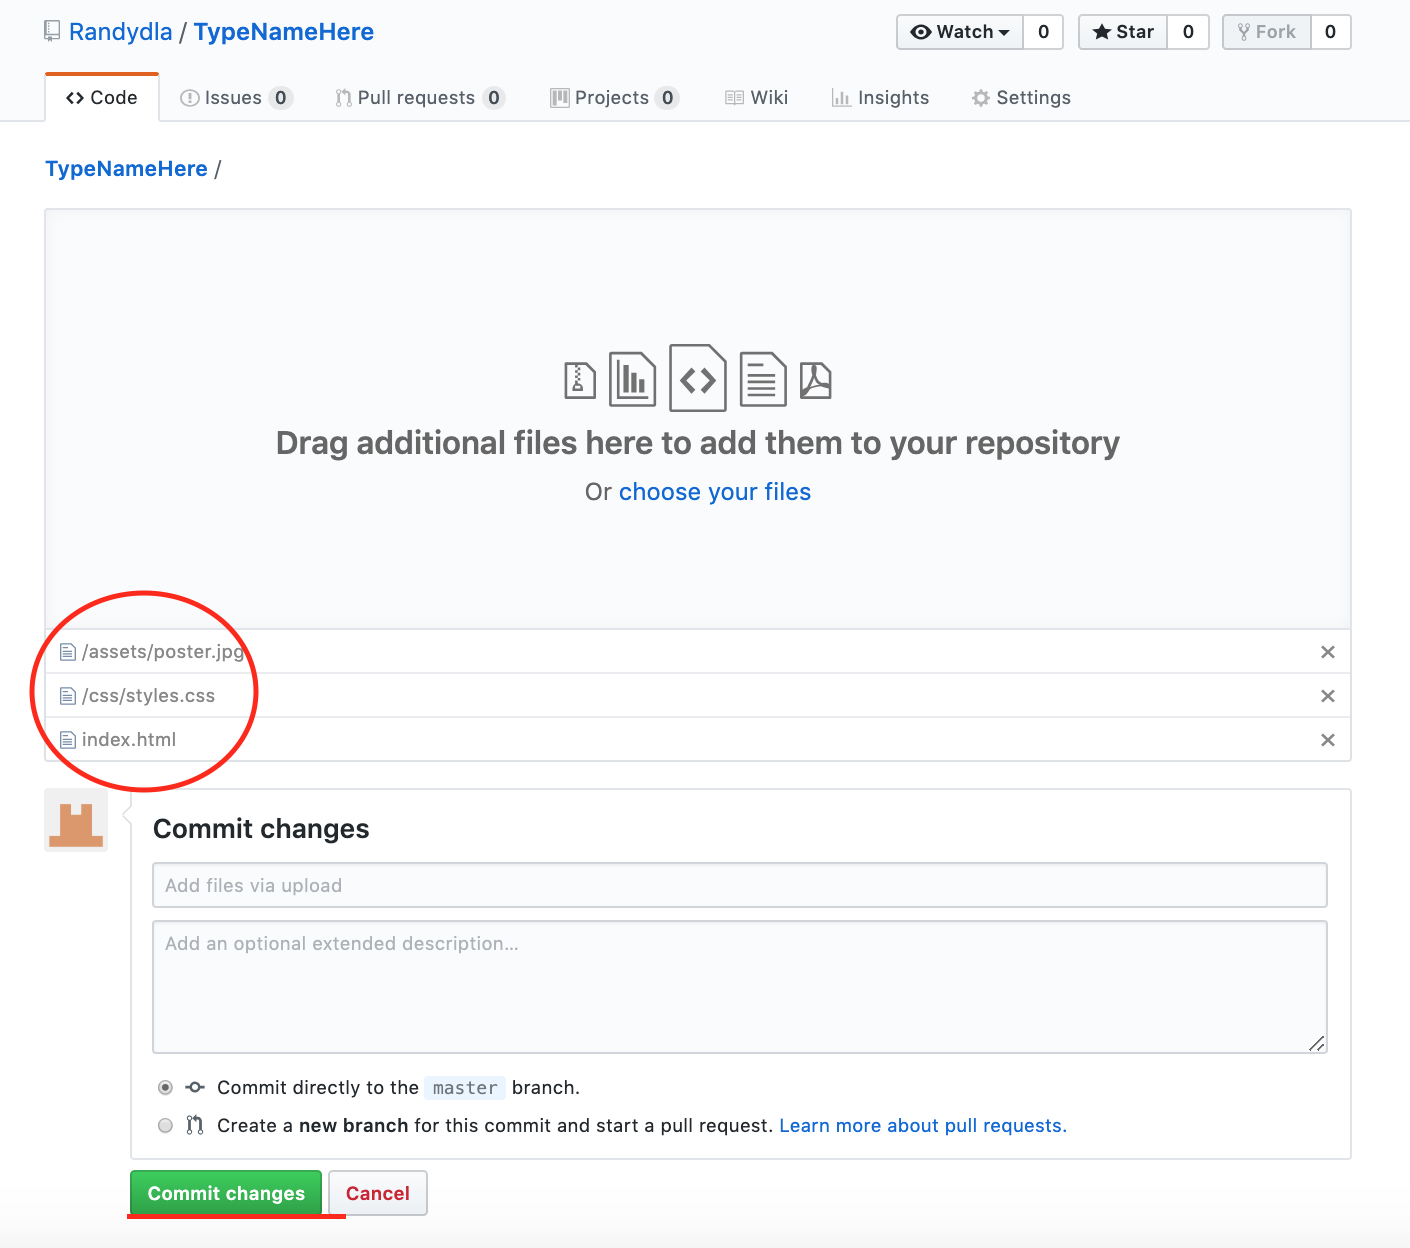 Randydla / TypeNameHere
Watch 0 Star 0 Fork 0
Code Issues 0 Pull requests 0 Projects 0 Wiki Insights Settings
TypeNameHere /
Drag additional files here to add them to your repository
Or choose your files
/assets/poster.jpg
/css/styles.css
index.html
Commit changes
Add files via upload
Add an optional extended description...
Commit directly to the master branch.
Create a new branch for this commit and start a pull request. Learn more about pull requests.
Commit changes Cancel